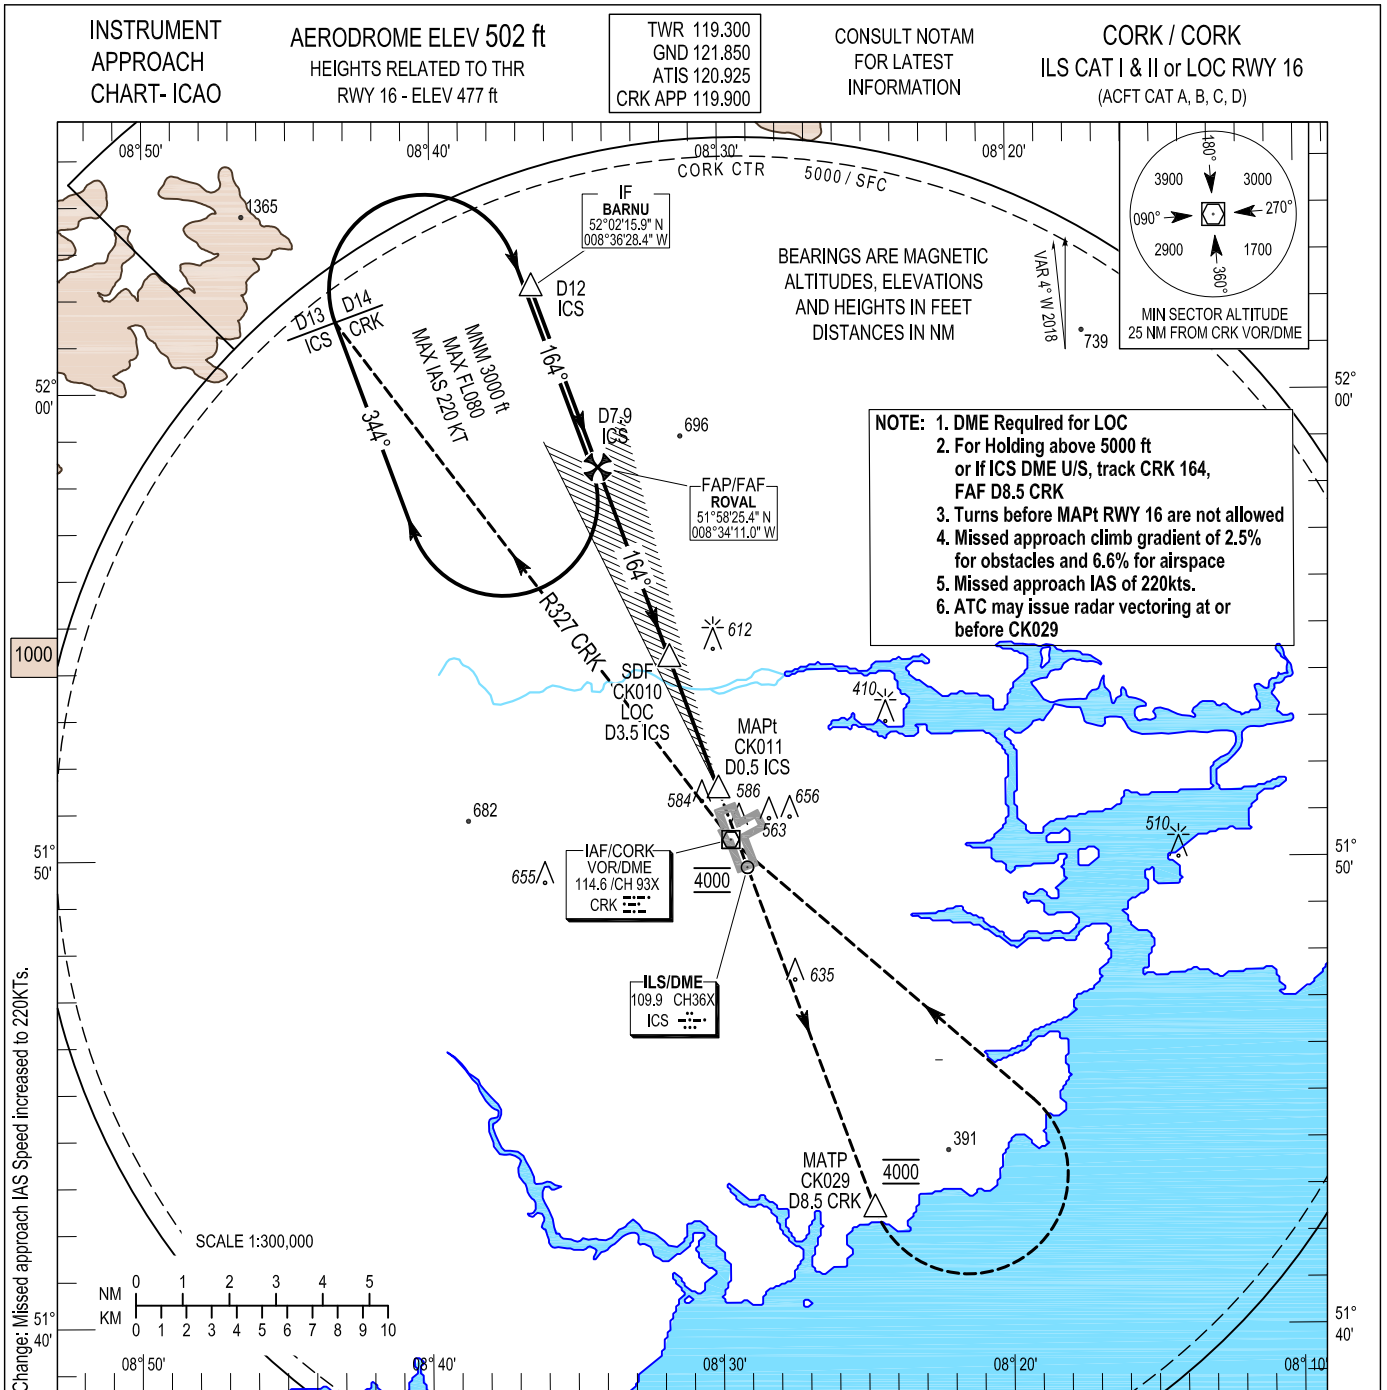 INSTRUMENT
APPROACH
CHART- ICAO
AERODROME ELEV 502 ft
HEIGHTS RELATED TO THR
RWY 16 - ELEV 477 ft
TWR 119.300
GND 121.850
ATIS 120.925
CRK APP 119.900
CONSULT NOTAM
FOR LATEST
INFORMATION
CORK / CORK
ILS CAT I & II or LOC RWY 16
(ACFT CAT A, B, C, D)
08°50'
08°40'
08°30'
08°20'
CORK CTR
5000 / SFC
1365
IF
BARNU
52°02'15.9" N
008°36'28.4" W
D12
ICS
BEARINGS ARE MAGNETIC
ALTITUDES, ELEVATIONS
AND HEIGHTS IN FEET
DISTANCES IN NM
VAR 4° W 2018
739
180°
3900
3000
090°
270°
2900
1700
360°
MIN SECTOR ALTITUDE
25 NM FROM CRK VOR/DME
D13
D14
ICS
CRK
MNM 3000 ft
MAX FL080
MAX IAS 220 KT
164°
344°
52°
00'
52°
00'
D7.9
ICS
696
FAP/FAF
ROVAL
51°58'25.4" N
008°34'11.0" W
NOTE: 1. DME Required for LOC
2. For Holding above 5000 ft
or If ICS DME U/S, track CRK 164,
FAF D8.5 CRK
3. Turns before MAPt RWY 16 are not allowed
4. Missed approach climb gradient of 2.5%
for obstacles and 6.6% for airspace
5. Missed approach IAS of 220kts.
6. ATC may issue radar vectoring at or
before CK029
164°
R327 CRK
612
1000
SDF
CK010
LOC
D3.5 ICS
410
MAPt
CK011
D0.5 ICS
584
586
656
563
682
510
51°
50'
51°
50'
655
IAF/CORK
VOR/DME
114.6 /CH 93X
CRK
4000
ILS/DME
109.9 CH36X
ICS
635
391
MATP
CK029
D8.5 CRK
4000
SCALE 1:300,000
NM
0 1 2 3 4 5
KM
0 1 2 3 4 5 6 7 8 9 10
51°
40'
51°
40'
08°50'
08°40'
08°30'
08°20'
08°10'
Change: Missed approach IAS Speed increased to 220KTs.